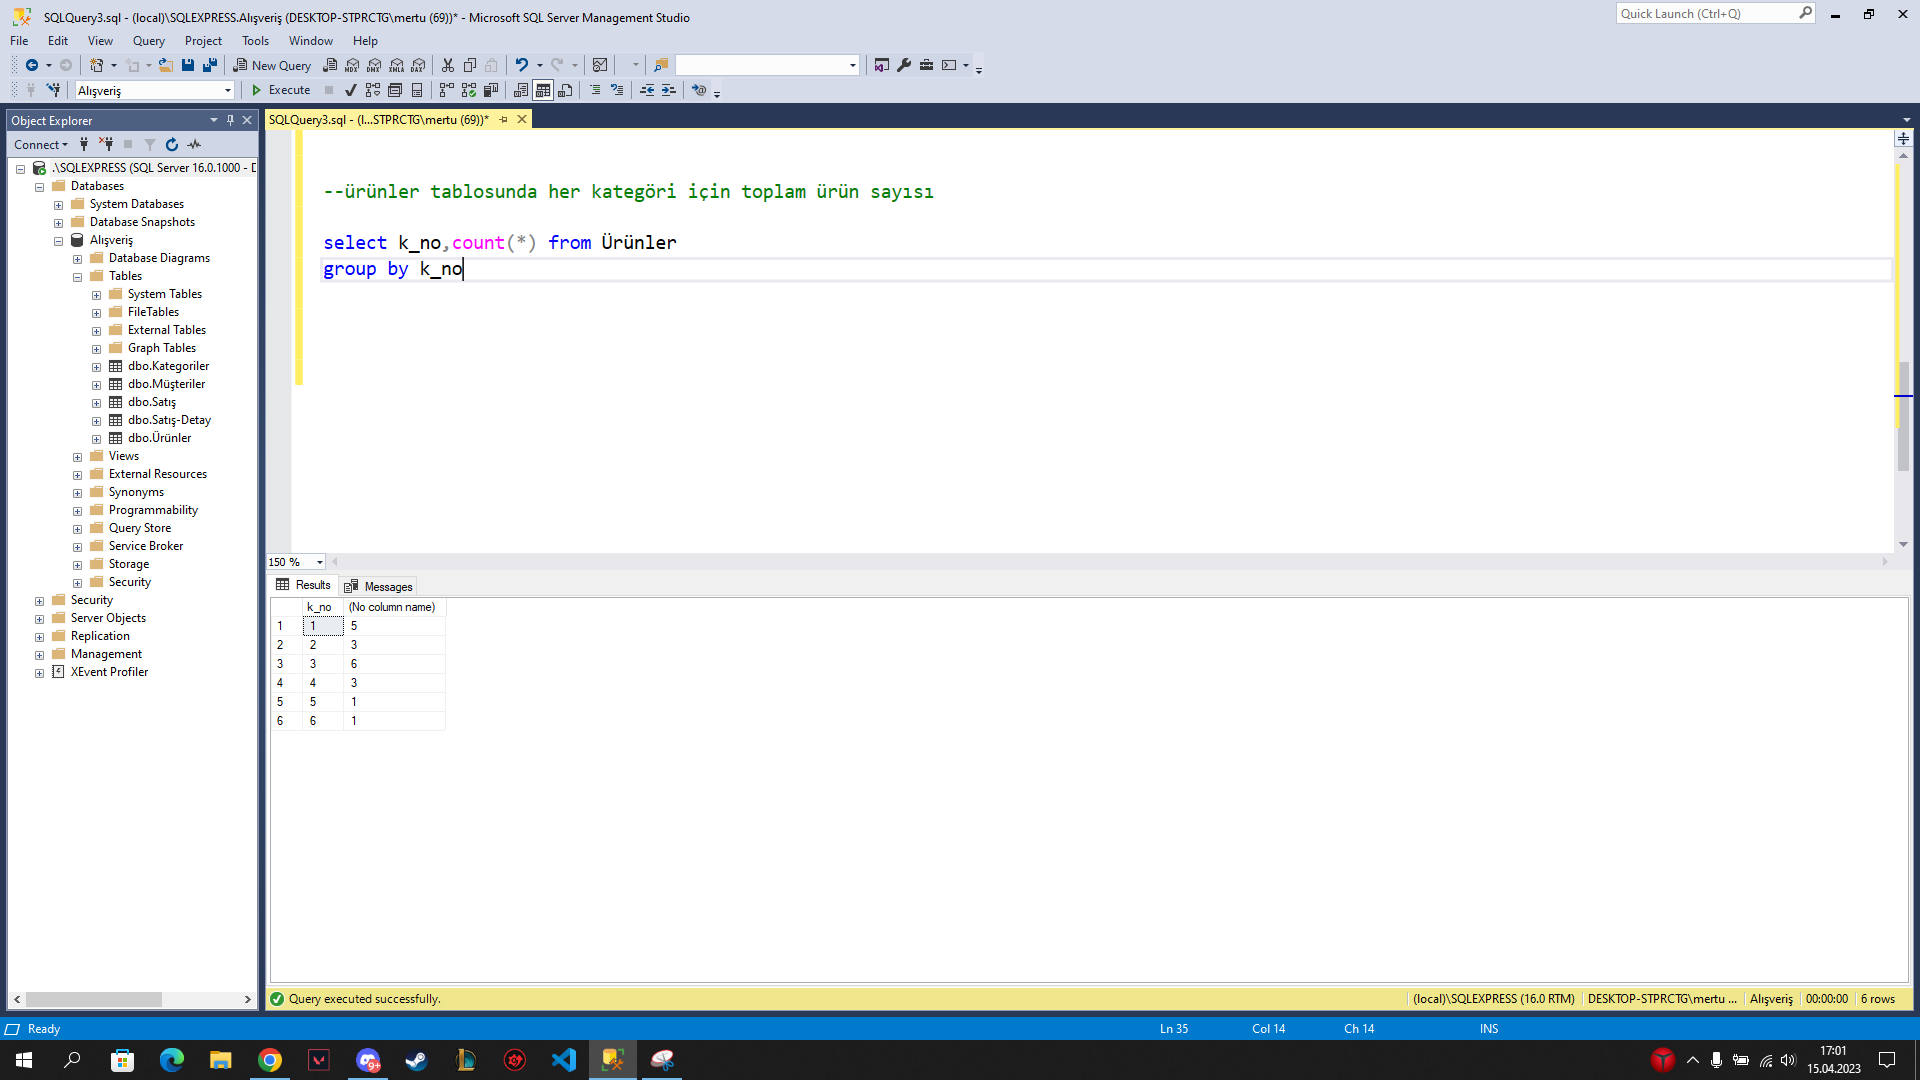 SQLQuery3.sql - (local)\SQLEXPRESS.Alışveriş (DESKTOP-STPRCTG\mertu (69))* - Microsoft SQL Server Management Studio
Quick Launch (Ctrl+Q)
File Edit View Query Project Tools Window Help
New Query
MDX DMX XMLA DAX
Alışveriş
Execute
Object Explorer
SQLQuery3.sql - (l...STPRCTG\mertu (69))*
Connect
.\SQLEXPRESS (SQL Server 16.0.1000 - D
Databases
System Databases
Database Snapshots
Alışveriş
Database Diagrams
Tables
System Tables
FileTables
External Tables
Graph Tables
dbo.Kategoriler
dbo.Müşteriler
dbo.Satış
dbo.Satış-Detay
dbo.Ürünler
Views
External Resources
Synonyms
Programmability
Query Store
Service Broker
Storage
Security
Security
Server Objects
Replication
Management
XEvent Profiler
--ürünler tablosunda her kategöri için toplam ürün sayısı
select k_no,count(*) from Ürünler
group by k_no
150 %
Results Messages
k_no (No column name)
1 1 5
2 2 3
3 3 6
4 4 3
5 5 1
6 6 1
Query executed successfully.
(local)\SQLEXPRESS (16.0 RTM) DESKTOP-STPRCTG\mertu ... Alışveriş 00:00:00 6 rows
Ready
Ln 35 Col 14 Ch 14 INS
9+
17:01
15.04.2023